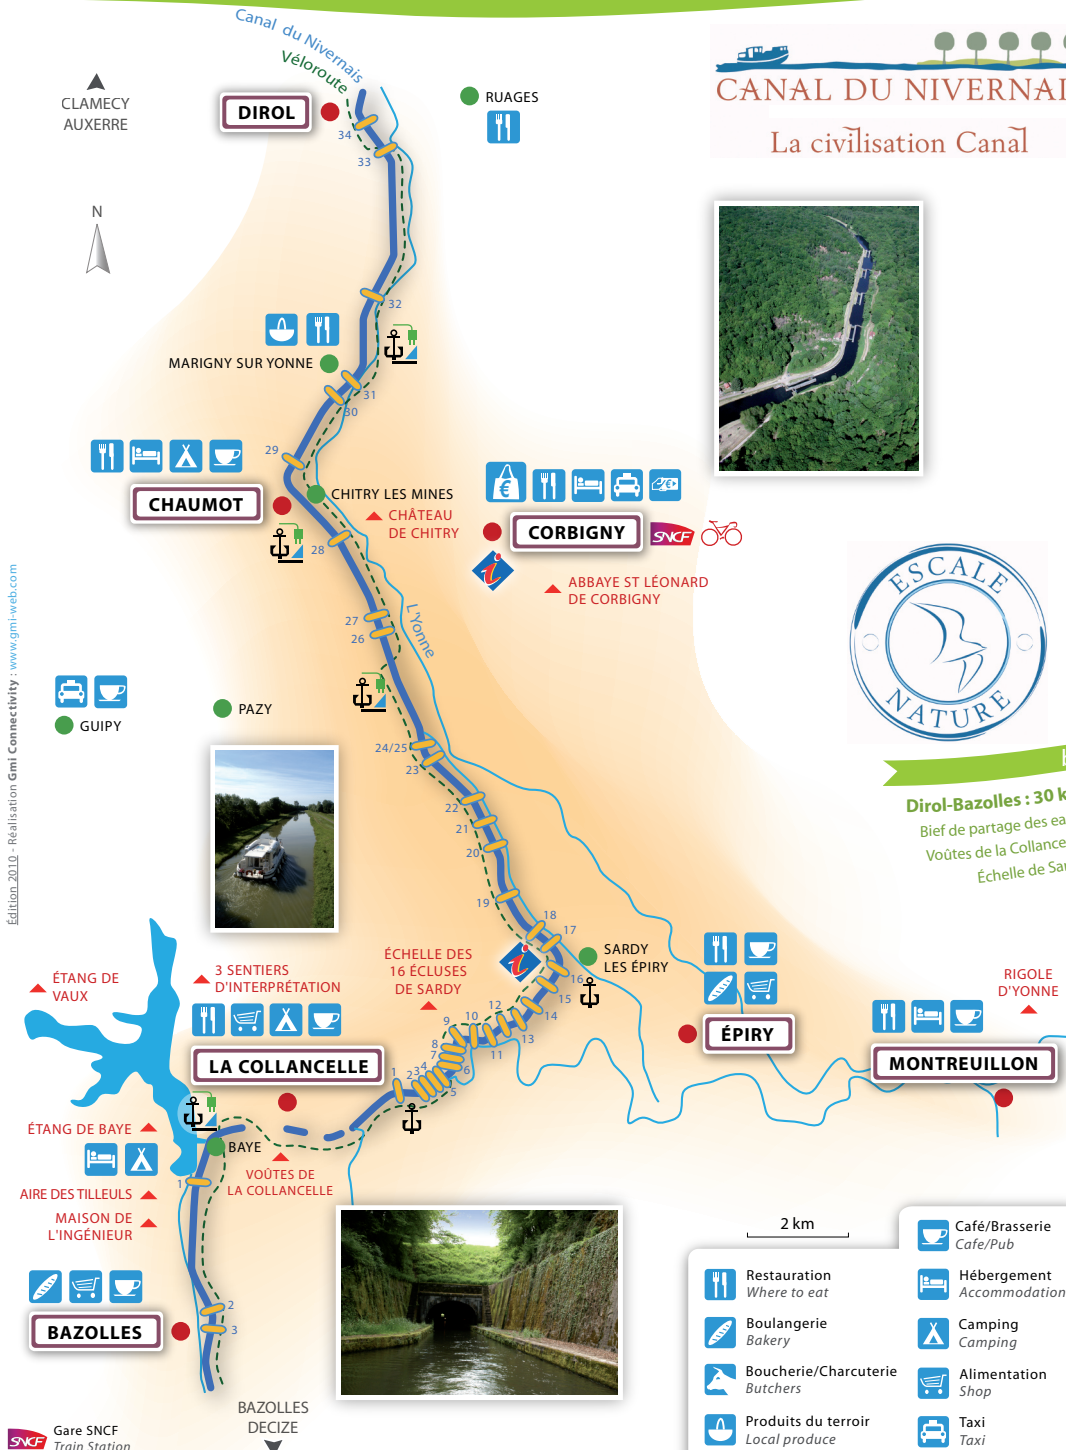 Canal du Nivernais
Véloroute
CLAMECY
AUXERRE
DIROL
RUAGES
CANAL DU NIVERNAI
La civilisation Canal
34
33
N
32
MARIGNY SUR YONNE
31
30
29
CHAUMOT
CHITRY LES MINES
CHÂTEAU
DE CHITRY
€
CORBIGNY
SNCF
i
ABBAYE ST LÉONARD
DE CORBIGNY
28
27
26
L'Yonne
ESCALE
NATURE
GUIPY
PAZY
24/25
23
22
21
20
19
18
17
16
15
14
13
12
11
10
9
8
7
6
5
4
3
2
1
Dirol-Bazolles : 30 k
Bief de partage des ea
Voûtes de la Collance
Échelle de Sa
Édition 2010 - Réalisation Gmi Connectivity : www.gmi-web.com
i
SARDY
LES ÉPIRY
ÉCHELLE DES
16 ÉCLUSES
DE SARDY
3 SENTIERS
D'INTERPRÉTATION
ÉTANG DE
VAUX
LA COLLANCELLE
ÉPIRY
RIGOLE
D'YONNE
MONTREUILLON
ÉTANG DE BAYE
BAYE
VOÛTES DE
LA COLLANCELLE
1
AIRE DES TILLEULS
MAISON DE
L'INGÉNIEUR
2
3
BAZOLLES
BAZOLLES
DECIZE
SNCF
Gare SNCF
Train Station
2 km
Café/Brasserie
Cafe/Pub
Restauration
Where to eat
Hébergement
Accommodation
Boulangerie
Bakery
Camping
Camping
Boucherie/Charcuterie
Butchers
Alimentation
Shop
Produits du terroir
Local produce
Taxi
Taxi